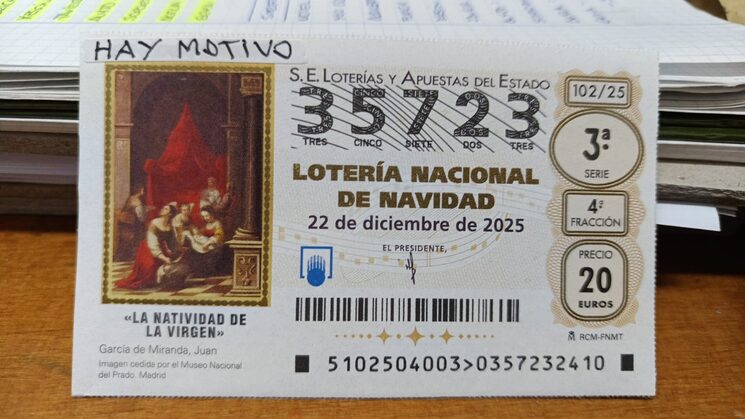 HAY MOTIVO
S.E. LOTERÍAS Y APUESTAS DEL ESTADO
35723
TRES CINCO SIETE DOS TRES
LOTERÍA NACIONAL
DE NAVIDAD
22 de diciembre de 2025
EL PRESIDENTE,
102/25
3.ª
SERIE
4ª
FRACCIÓN
PRECIO
20
EUROS
RCM-FNMT
«LA NATIVIDAD DE
LA VIRGEN»
García de Miranda, Juan
Imagen cedida por el Museo Nacional
del Prado. Madrid
5102504003>0357232410